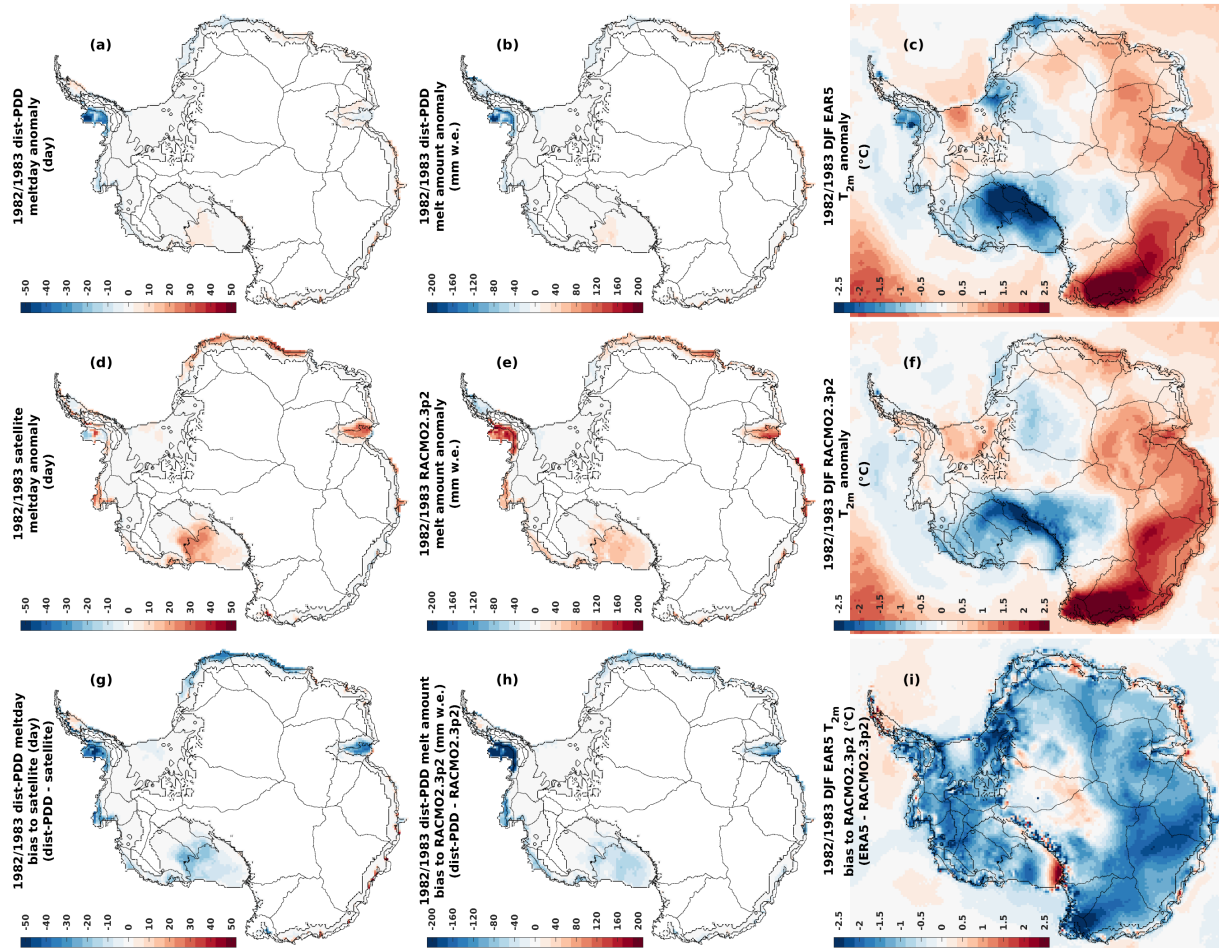 1982/1983 dist-PDD
meltday anomaly
(day)
(a)
-50 -40 -30 -20 -10 0 10 20 30 40 50
1982/1983 dist-PDD
melt amount anomaly
(mm w.e.)
(b)
-200 -160 -120 -80 -40 0 40 80 120 160 200
1982/1983 DJF EAR5
T2m anomaly
(°C)
(c)
-2.5 -2 -1.5 -1 -0.5 0 0.5 1 1.5 2 2.5
1982/1983 satellite
meltday anomaly
(day)
(d)
-50 -40 -30 -20 -10 0 10 20 30 40 50
1982/1983 RACMO2.3p2
melt amount anomaly
(mm w.e.)
(e)
-200 -160 -120 -80 -40 0 40 80 120 160 200
1982/1983 DJF RACMO2.3p2
T2m anomaly
(°C)
(f)
-2.5 -2 -1.5 -1 -0.5 0 0.5 1 1.5 2 2.5
1982/1983 dist-PDD meltday
bias to satellite (day)
(dist-PDD - satellite)
(g)
-50 -40 -30 -20 -10 0 10 20 30 40 50
1982/1983 dist-PDD melt amount
bias to RACMO2.3p2 (mm w.e.)
(dist-PDD - RACMO2.3p2)
(h)
-200 -160 -120 -80 -40 0 40 80 120 160 200
1982/1983 DJF EAR5 T2m
bias to RACMO2.3p2 (°C)
(ERA5 - RACMO2.3p2)
(i)
-2.5 -2 -1.5 -1 -0.5 0 0.5 1 1.5 2 2.5